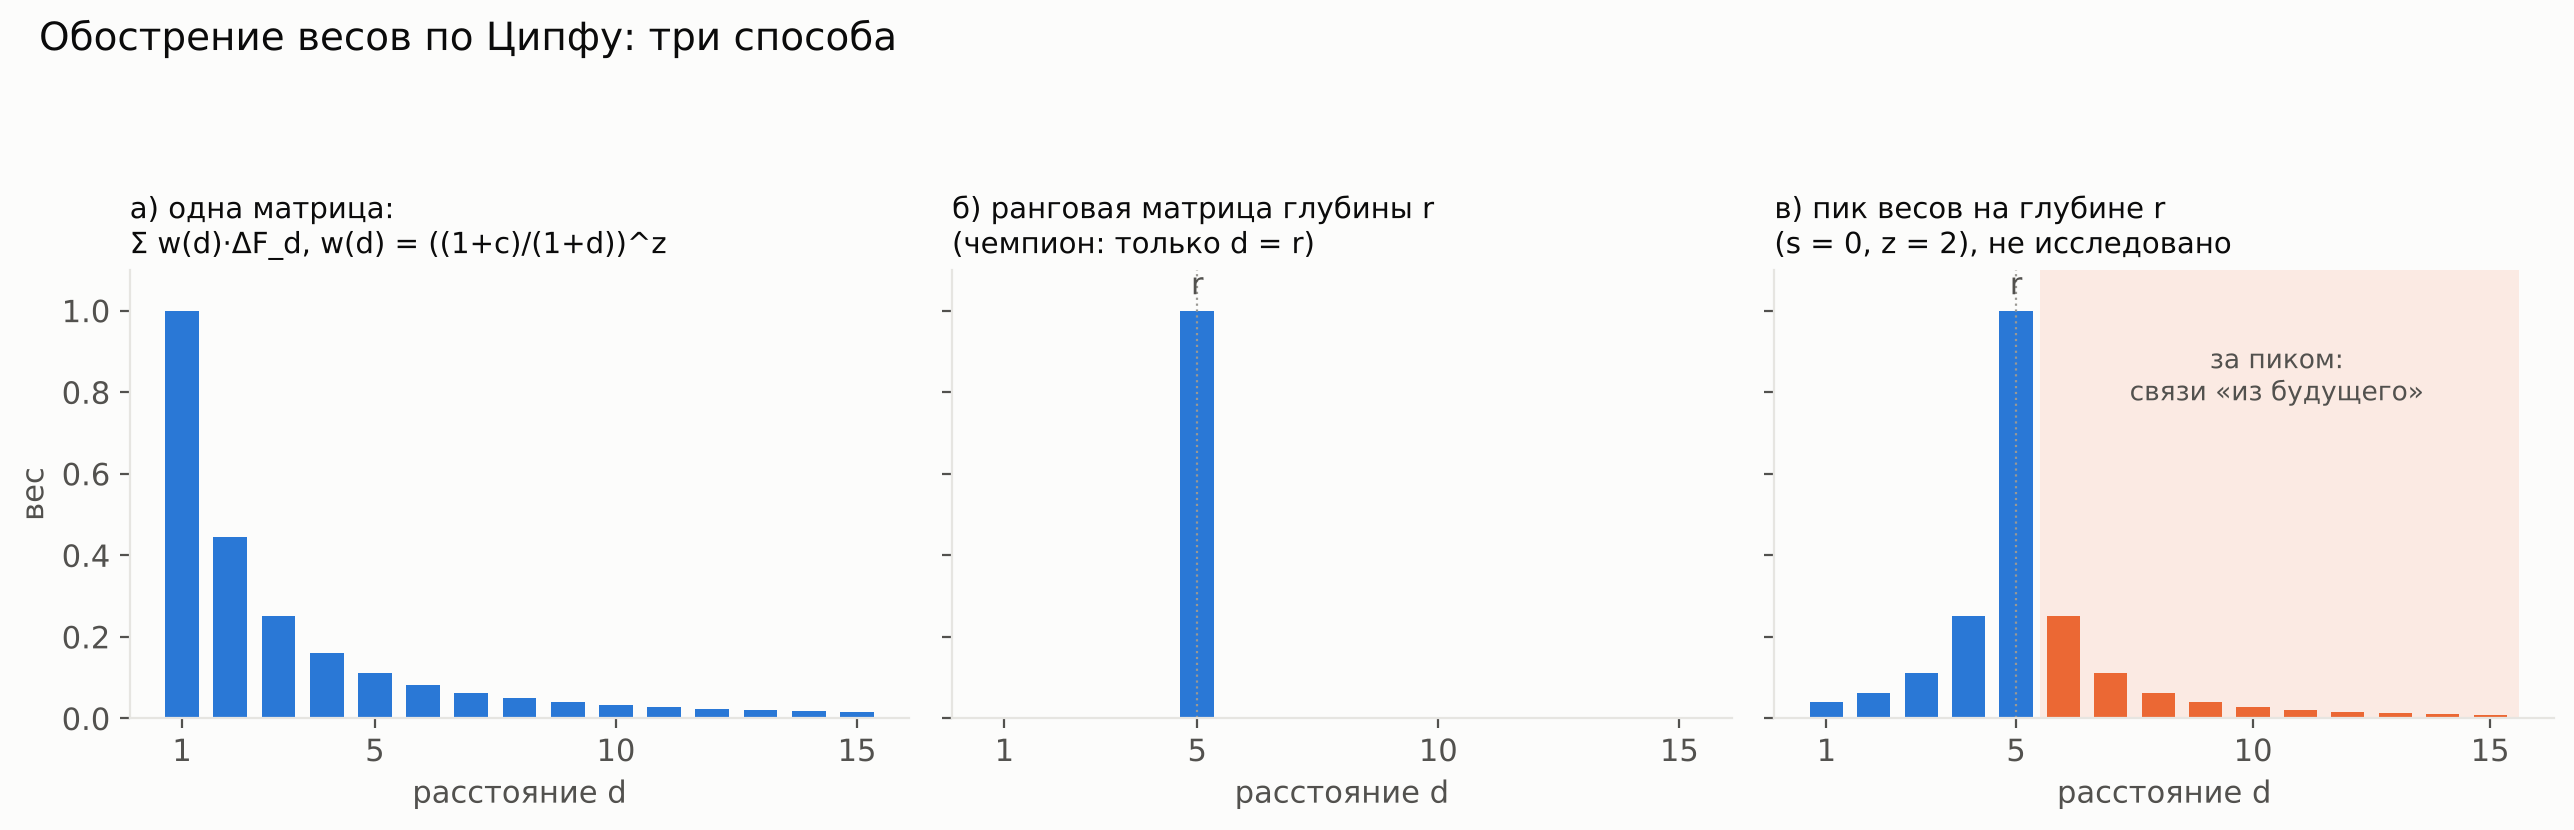 Обострение весов по Ципфу: три способа
а) одна матрица:
Σ w(d)·ΔF_d, w(d) = ((1+c)/(1+d))^z
вес
1.0
0.8
0.6
0.4
0.2
0.0
1 5 10 15
расстояние d
б) ранговая матрица глубины r
(чемпион: только d = r)
r
1 5 10 15
расстояние d
в) пик весов на глубине r
(s = 0, z = 2), не исследовано
r
за пиком:
связи «из будущего»
1 5 10 15
расстояние d